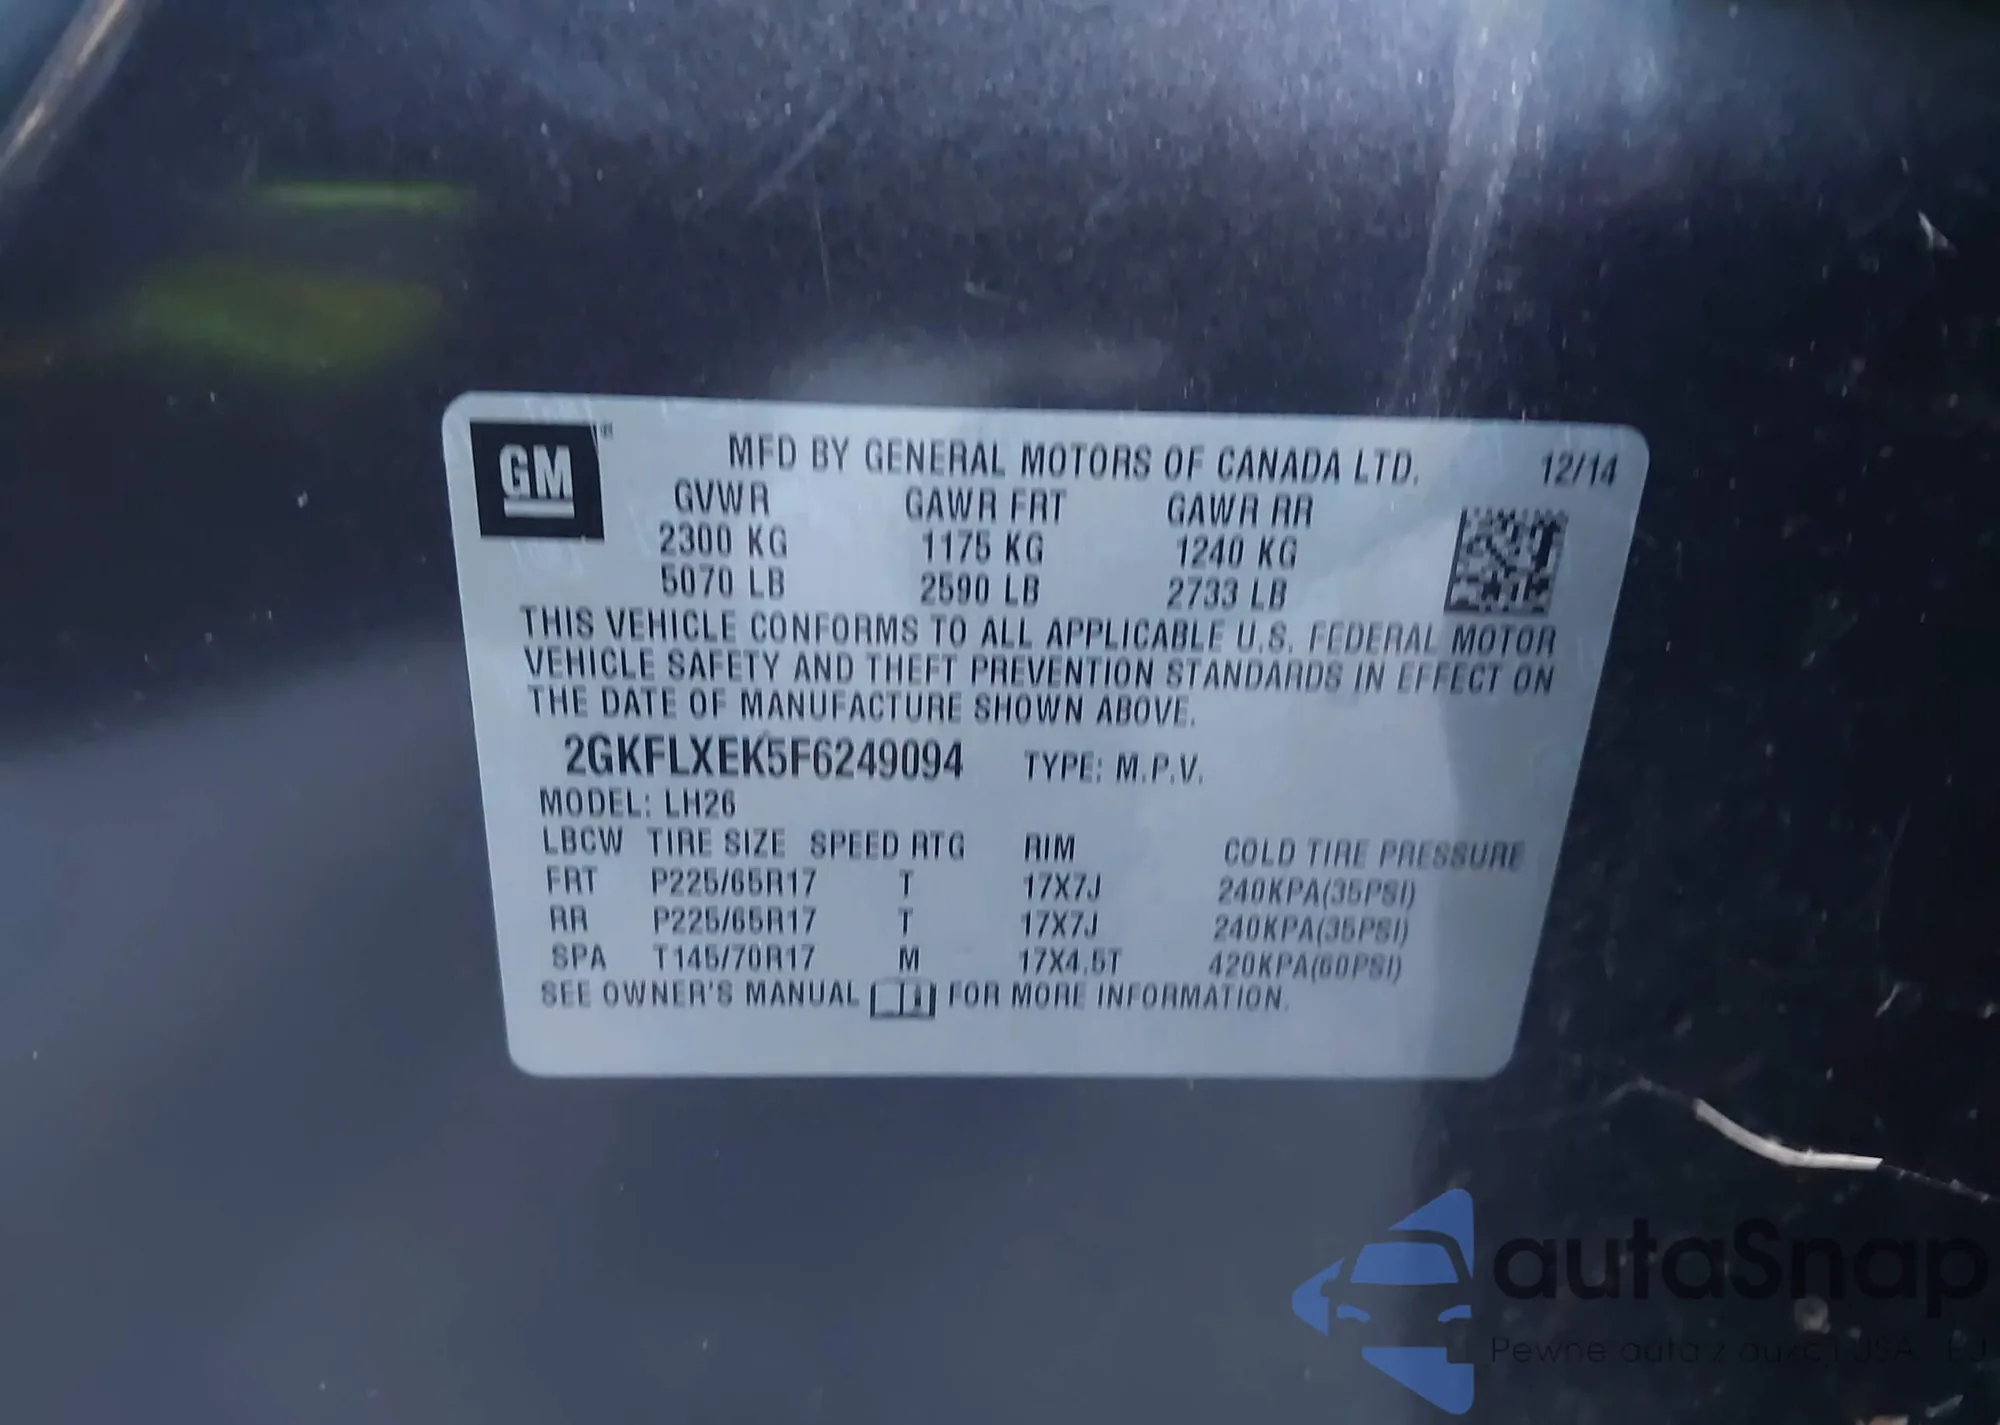 GM®
MFD BY GENERAL MOTORS OF CANADA LTD. 12/14
GVWR GAWR FRT GAWR RR
2300 KG 1175 KG 1240 KG
5070 LB 2590 LB 2733 LB
THIS VEHICLE CONFORMS TO ALL APPLICABLE U.S. FEDERAL MOTOR
VEHICLE SAFETY AND THEFT PREVENTION STANDARDS IN EFFECT ON
THE DATE OF MANUFACTURE SHOWN ABOVE.
2GKFLXEK5F6249094 TYPE: M.P.V.
MODEL: LH26
LBCW TIRE SIZE SPEED RTG RIM COLD TIRE PRESSURE
FRT P225/65R17 T 17X7J 240KPA(35PSI)
RR P225/65R17 T 17X7J 240KPA(35PSI)
SPA T145/70R17 M 17X4.5T 420KPA(60PSI)
SEE OWNER'S MANUAL FOR MORE INFORMATION.
autaSnap
Pewne auta z aukcji USA